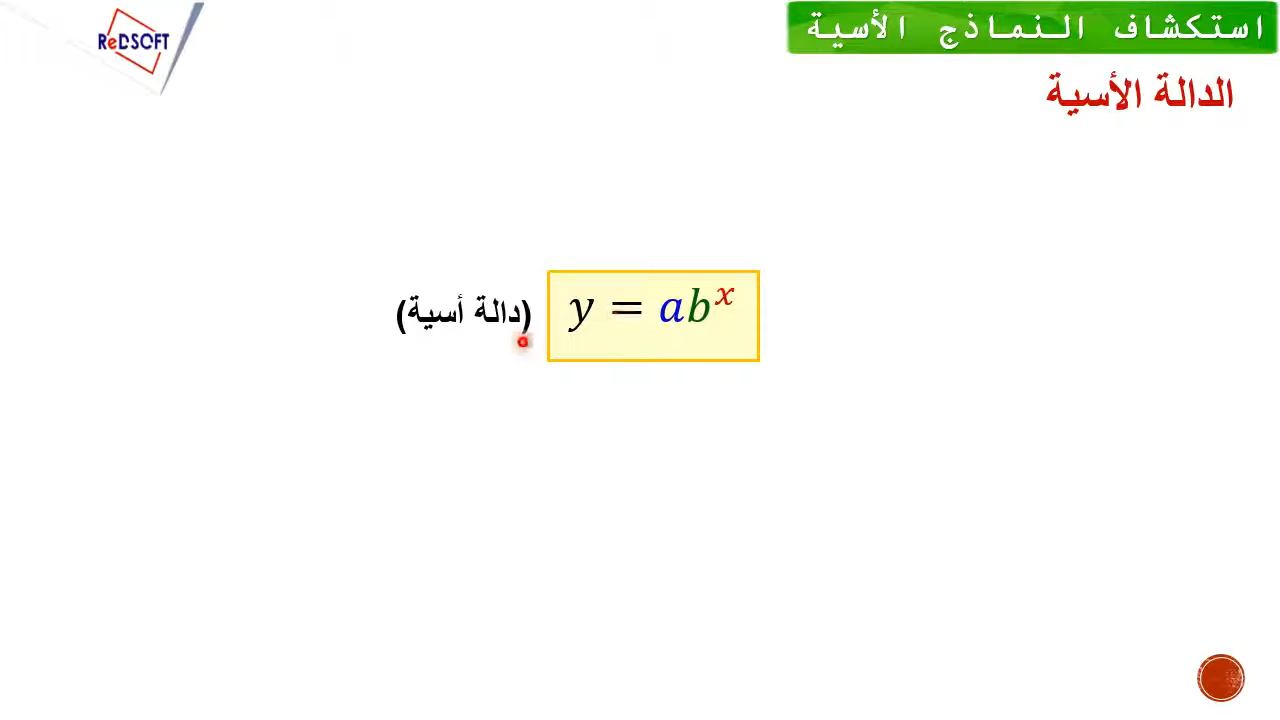 استكشاف النماذج الأسية
ReDSOFT
الدالة الأسية
y = ab^x (دالة أسية)